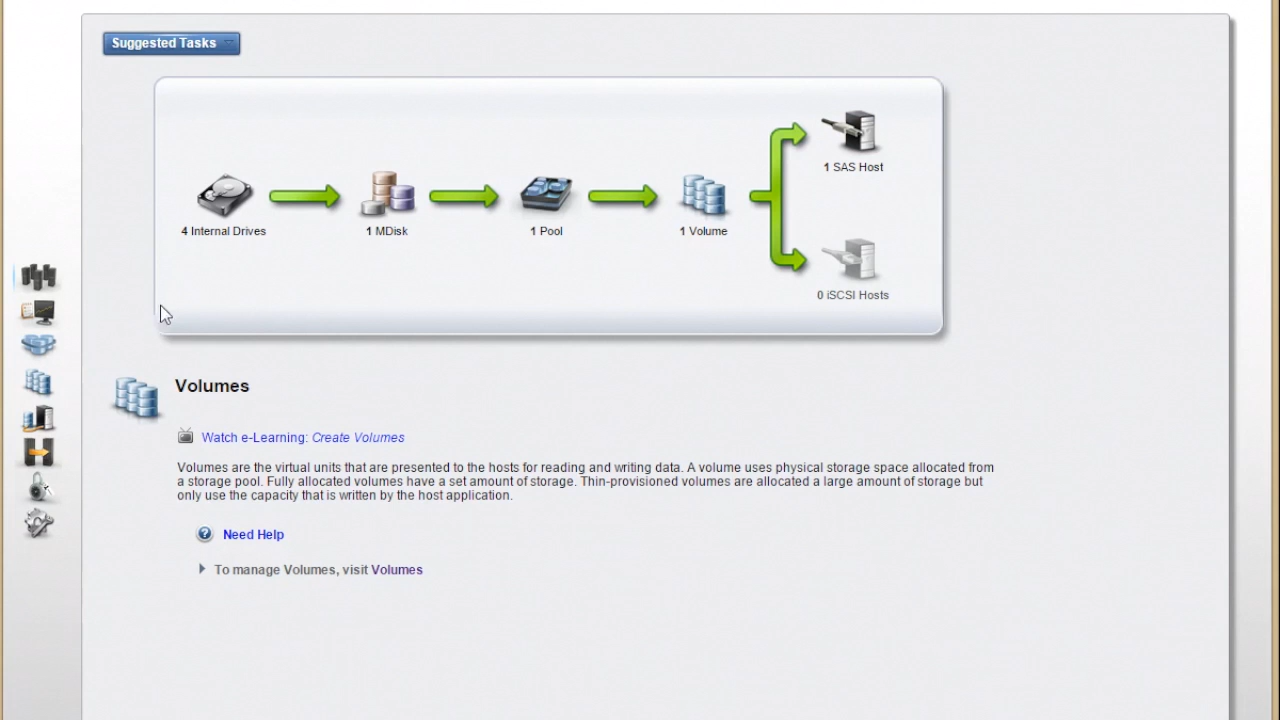 Suggested Tasks
1 SAS Host
4 Internal Drives
1 MDisk
1 Pool
1 Volume
0 iSCSI Hosts
Volumes
Watch e-Learning: Create Volumes
Volumes are the virtual units that are presented to the hosts for reading and writing data. A volume uses physical storage space allocated from
a storage pool. Fully allocated volumes have a set amount of storage. Thin-provisioned volumes are allocated a large amount of storage but
only use the capacity that is written by the host application.
Need Help
To manage Volumes, visit Volumes